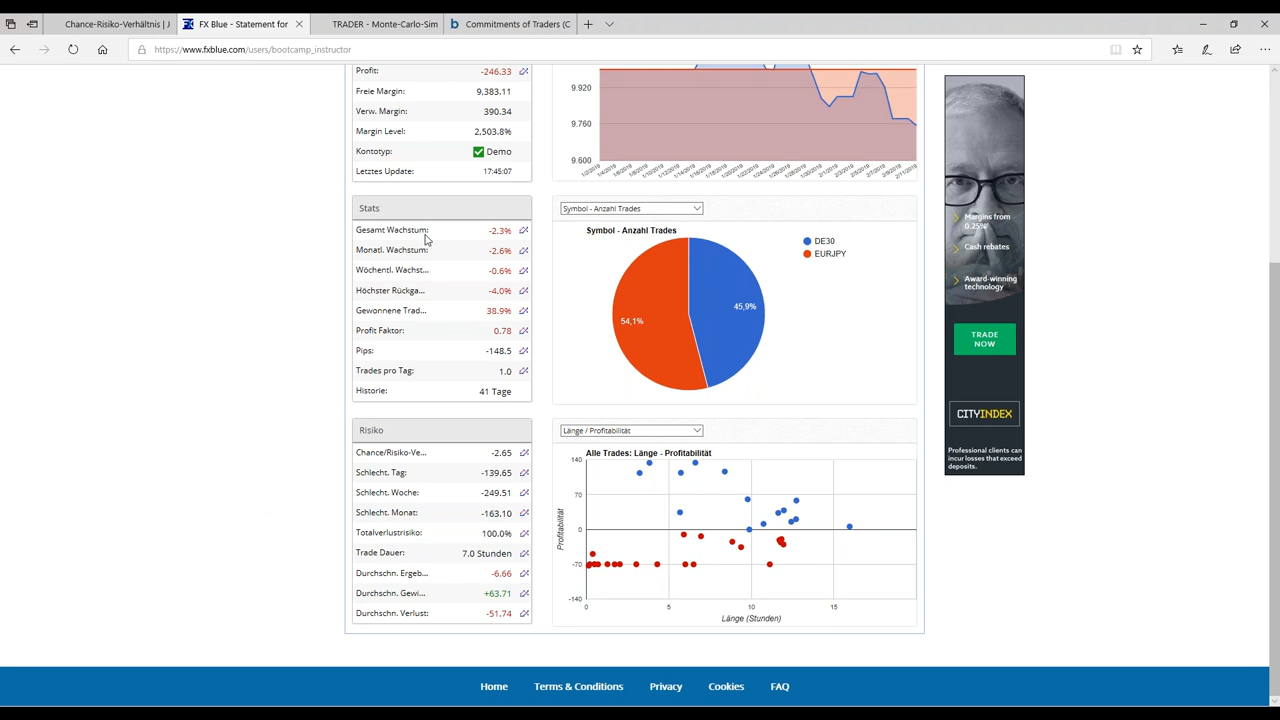 Chance-Risiko-Verhältnis | J
FX Blue - Statement for
TRADER - Monte-Carlo-Sim
Commitments of Traders (C
https://www.fxblue.com/users/bootcamp_instructor
Profit: -246.33
Freie Margin: 9,383.11
Verw. Margin: 390.34
Margin Level: 2,503.8%
Kontotyp: Demo
Letztes Update: 17:45:07
9.920
9.760
9.600
Stats
Gesamt Wachstum: -2.3%
Monatl. Wachstum: -2.6%
Wöchentl. Wachst... -0.6%
Höchster Rückga... -4.0%
Gewonnene Trad... 38.9%
Profit Faktor: 0.78
Pips: -148.5
Trades pro Tag: 1.0
Historie: 41 Tage
Symbol - Anzahl Trades
Symbol - Anzahl Trades
DE30
EURJPY
45,9%
54,1%
Risiko
Chance/Risiko-Ve... -2.65
Schlecht. Tag: -139.65
Schlecht. Woche: -249.51
Schlecht. Monat: -163.10
Totalverlustrisiko: 100.0%
Trade Dauer: 7.0 Stunden
Durchschn. Ergeb... -6.66
Durchschn. Gewi... +63.71
Durchschn. Verlust: -51.74
Länge / Profitabilität
Alle Trades: Länge - Profitabilität
Profitabilität
140
70
0
-70
-140
0 5 10 15
Länge (Stunden)
Margins from
0.25%*
Cash rebates
Award-winning
technology
TRADE
NOW
CITYINDEX
Professional clients can
incur losses that exceed
deposits.
Home Terms & Conditions Privacy Cookies FAQ